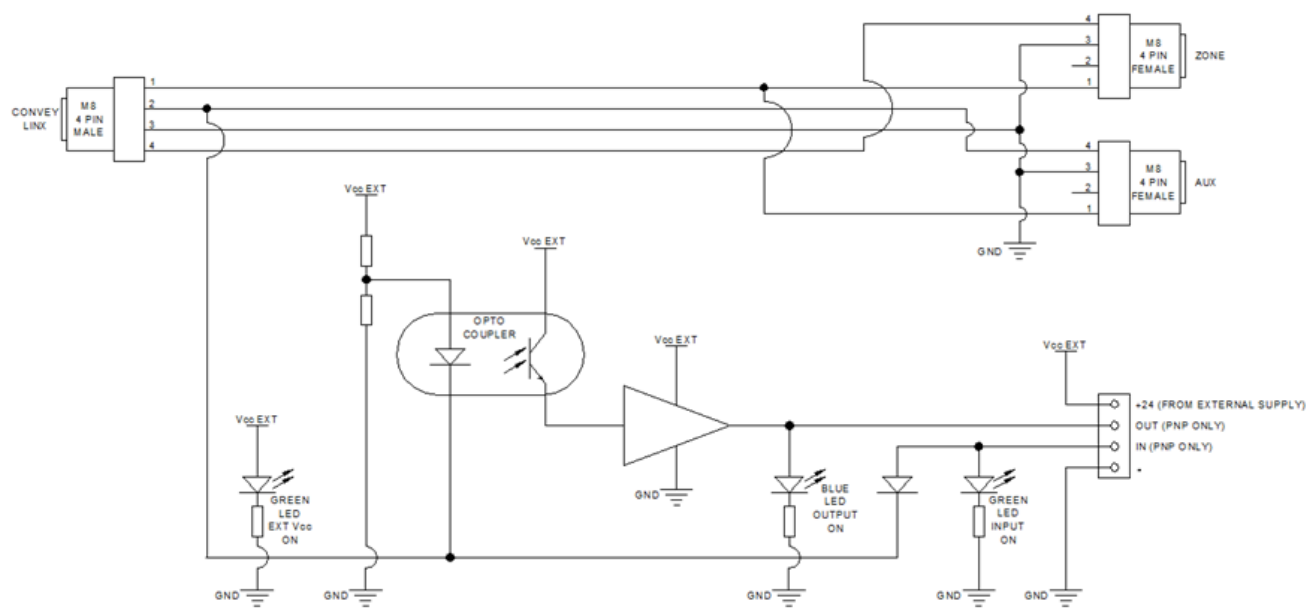 4
3
2
1
M8
4 PIN
FEMALE
ZONE
CONVEY
LINX
M8
4 PIN
MALE
1
2
3
4
4
3
2
1
M8
4 PIN
FEMALE
AUX
GND
Vcc EXT
Vcc EXT
OPTO
COUPLER
Vcc EXT
GND
Vcc EXT
+24 (FROM EXTERNAL SUPPLY)
OUT (PNP ONLY)
IN (PNP ONLY)
-
Vcc EXT
GREEN
LED
EXT Vcc
ON
BLUE
LED
OUTPUT
ON
GREEN
LED
INPUT
ON
GND
GND
GND
GND
GND